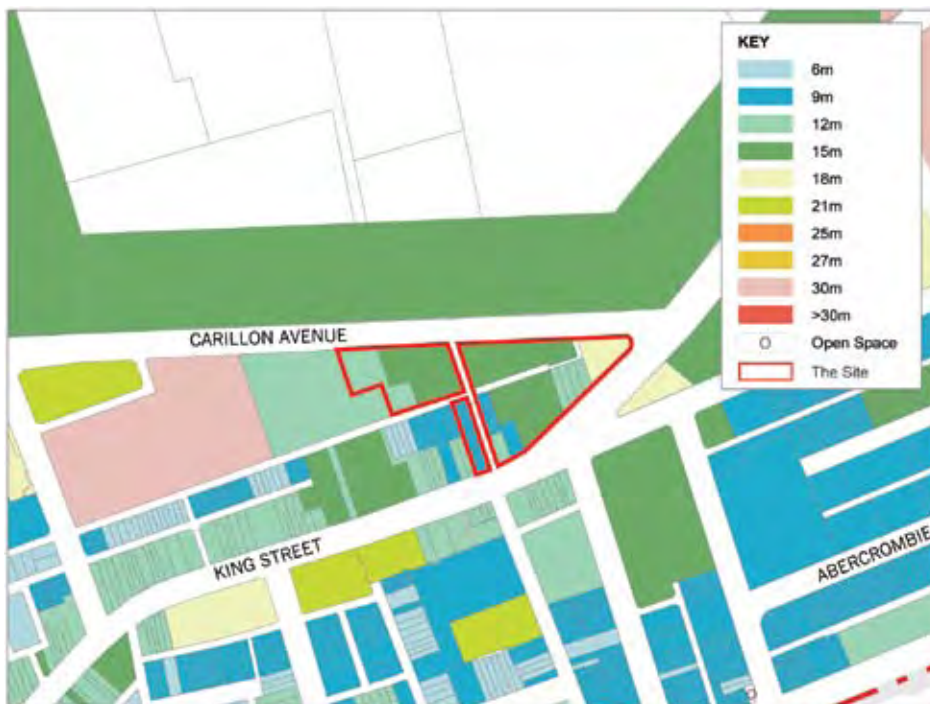 KEY
6m
9m
12m
15m
18m
21m
25m
27m
30m
>30m
O Open Space
The Site
CARILLON AVENUE
KING STREET
ABERCROMBIE